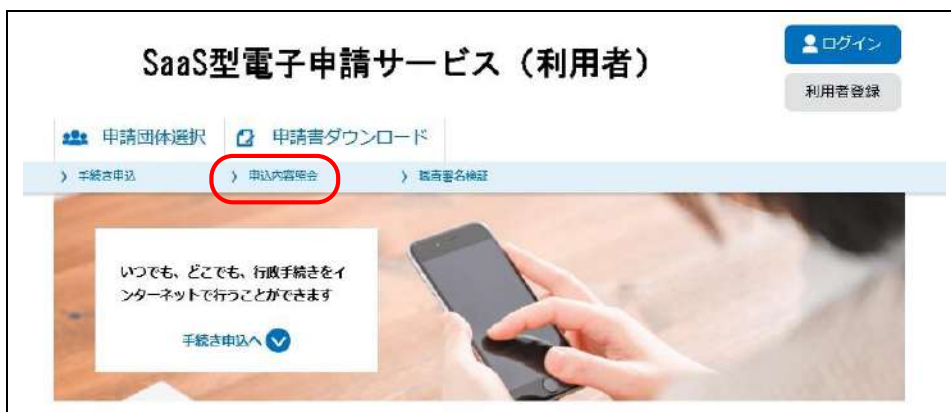 SaaS型電子申請サービス（利用者）
ログイン
利用者登録
申請団体選択
申請書ダウンロード
手続き申込
申込内容照会
職責署名検証
いつでも、どこでも、行政手続きをイ
ンターネットで行うことができます
手続き申込へ